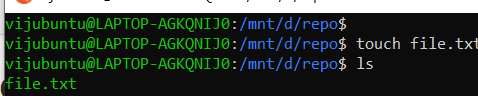 vijubuntu@LAPTOP-AGKQNIJ0:/mnt/d/repo$
vijubuntu@LAPTOP-AGKQNIJ0:/mnt/d/repo$ touch file.txt
vijubuntu@LAPTOP-AGKQNIJ0:/mnt/d/repo$ ls
file.txt